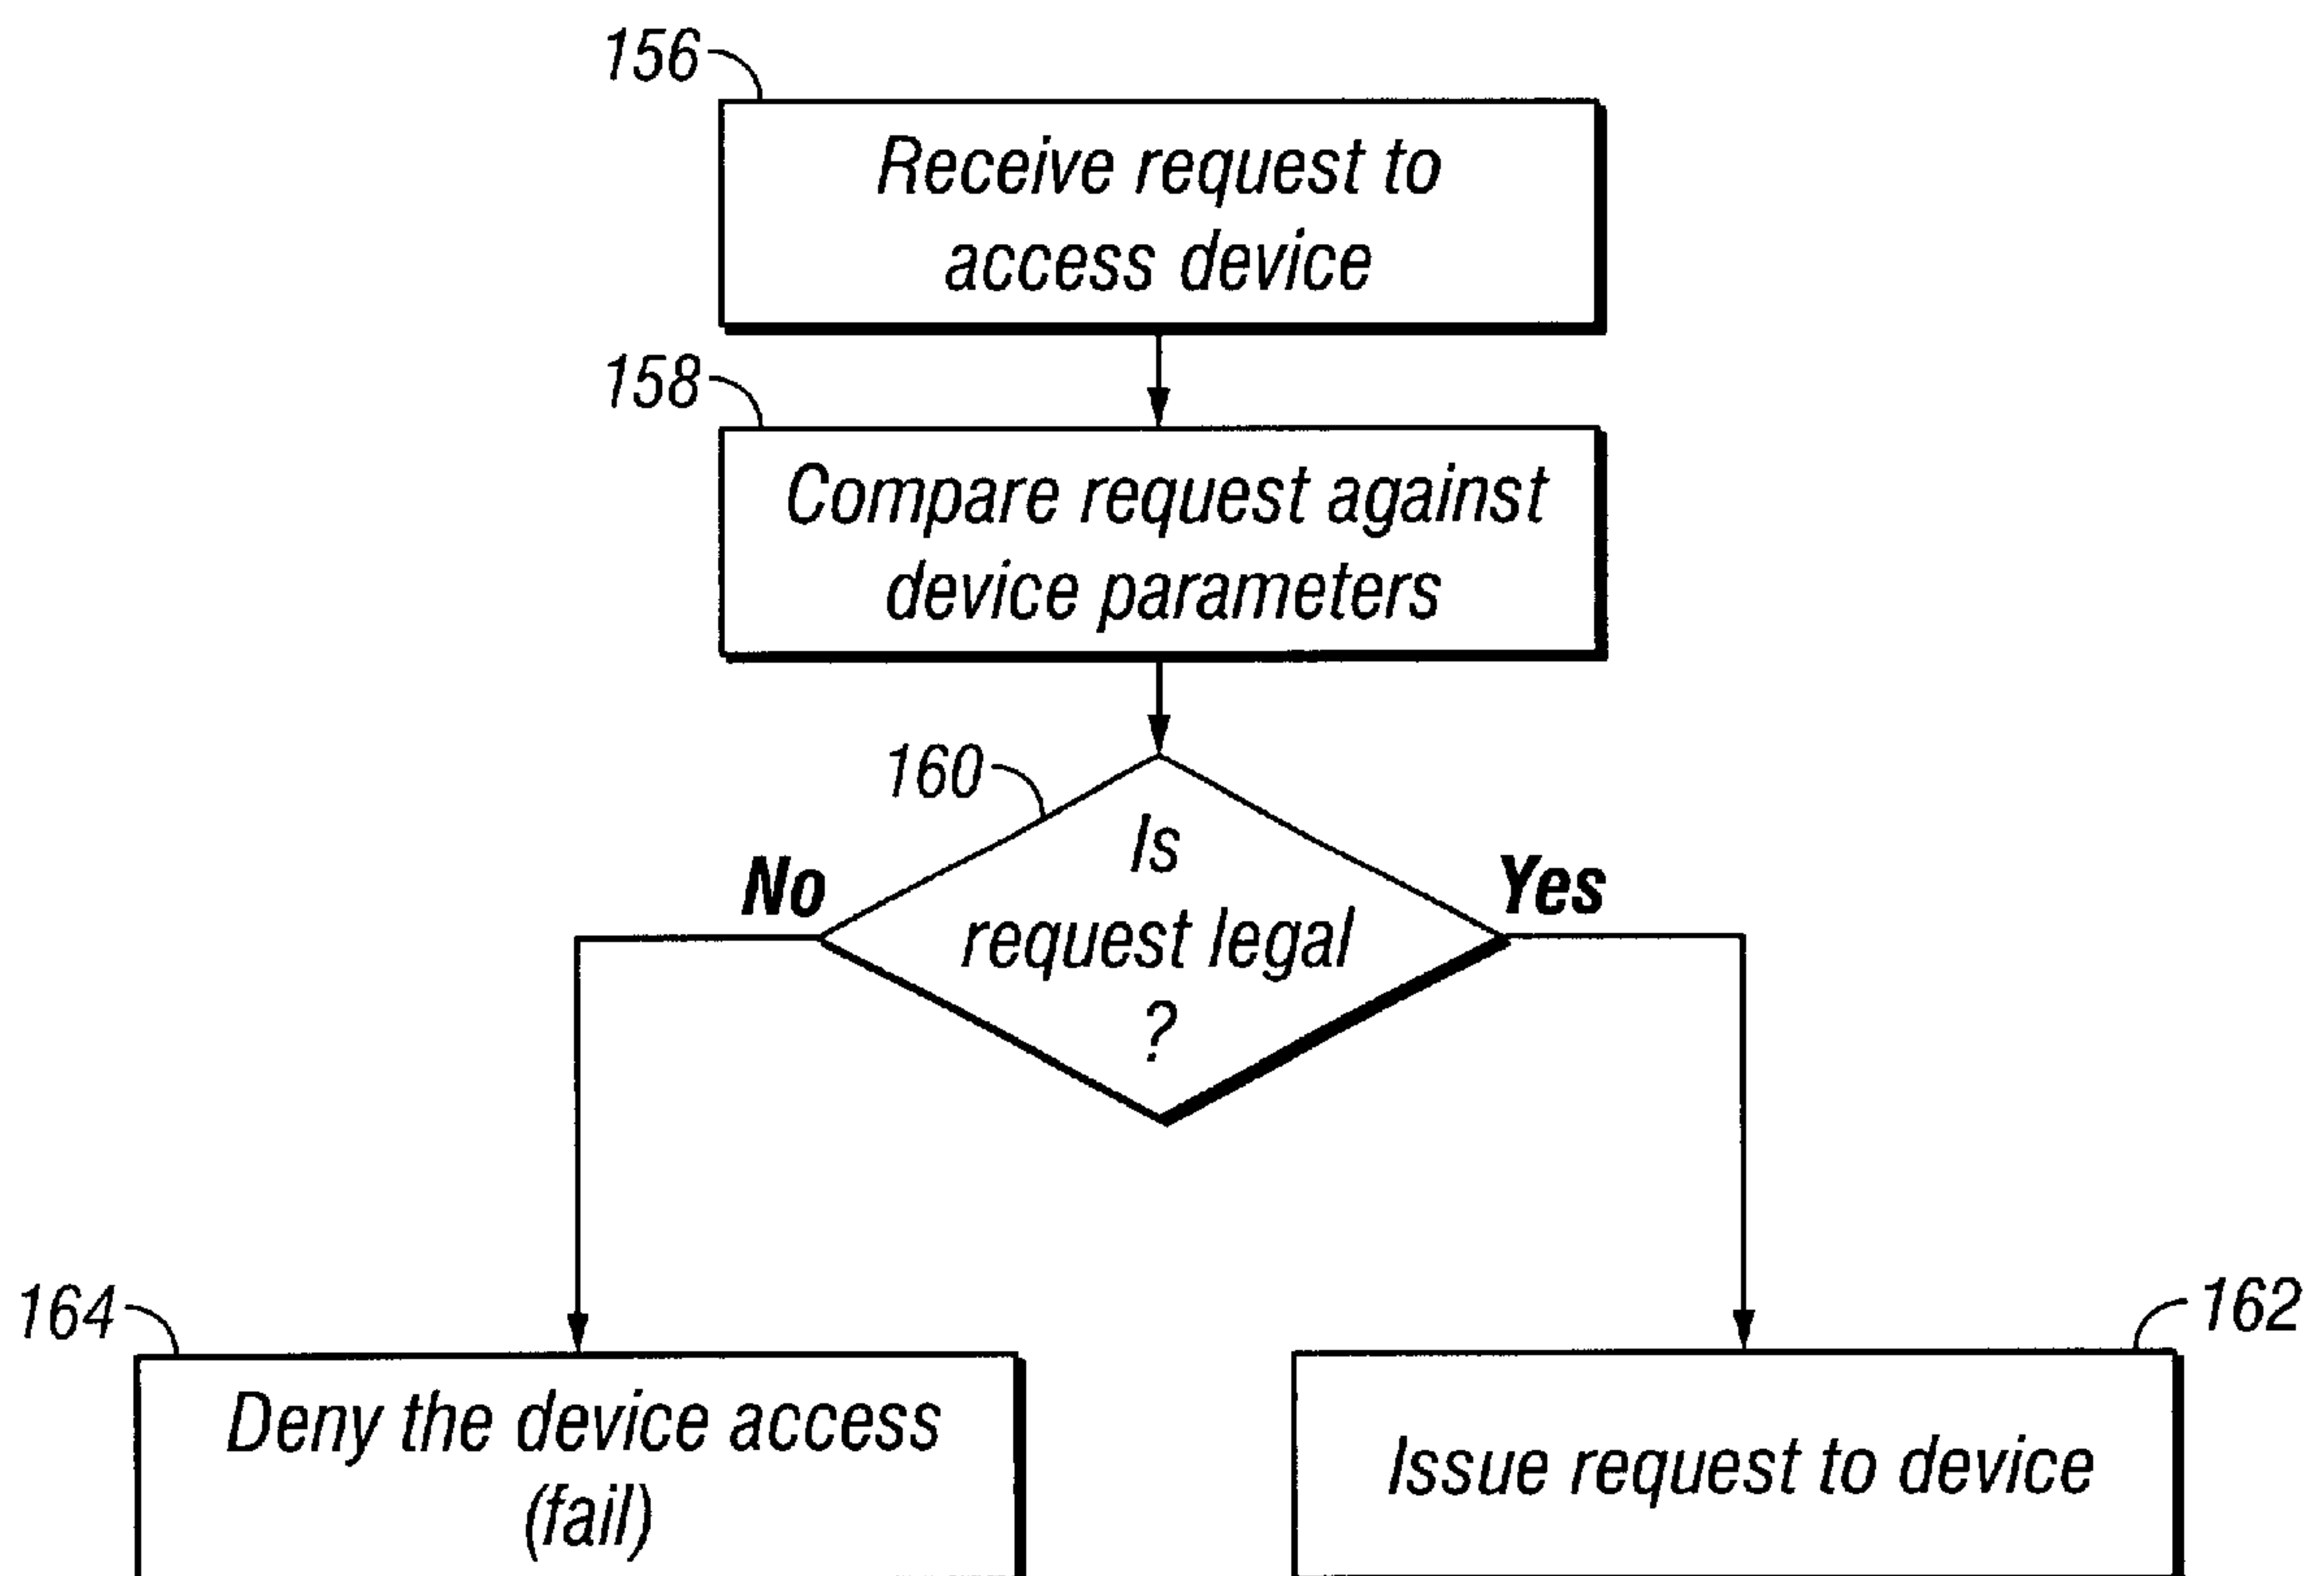 156
Receive request to
access device
158
Compare request against
device parameters
160
Is
request legal
?
No
Yes
164
Deny the device access
(fail)
162
Issue request to device